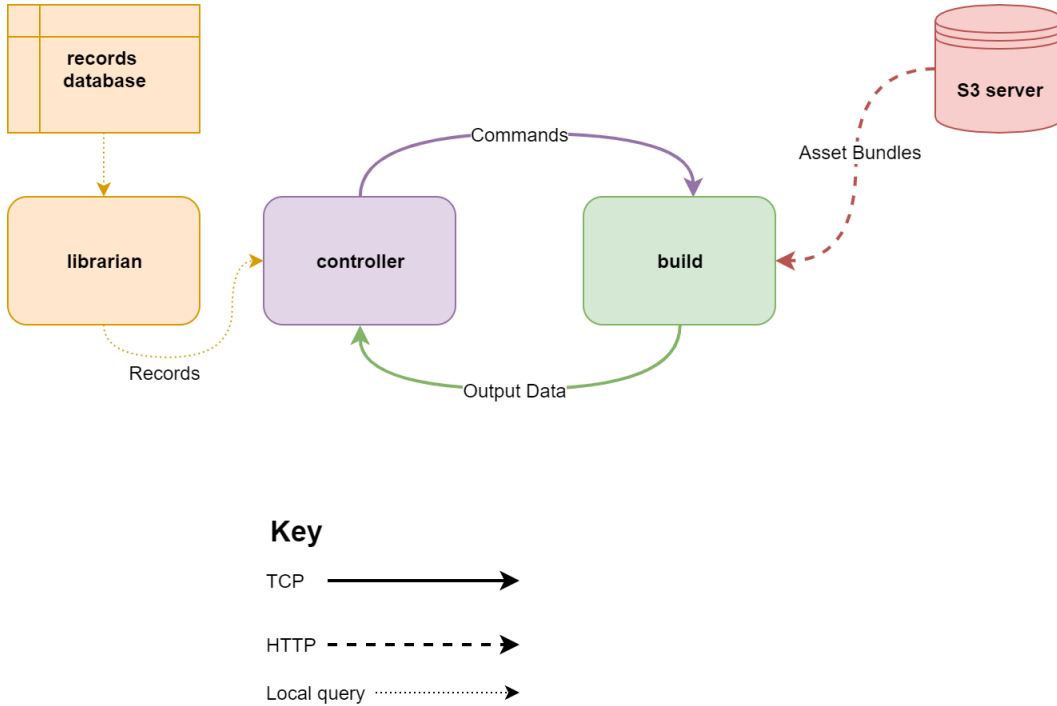 records
database
S3 server
Commands
Asset Bundles
librarian
controller
build
Records
Output Data
Key
TCP
HTTP
Local query